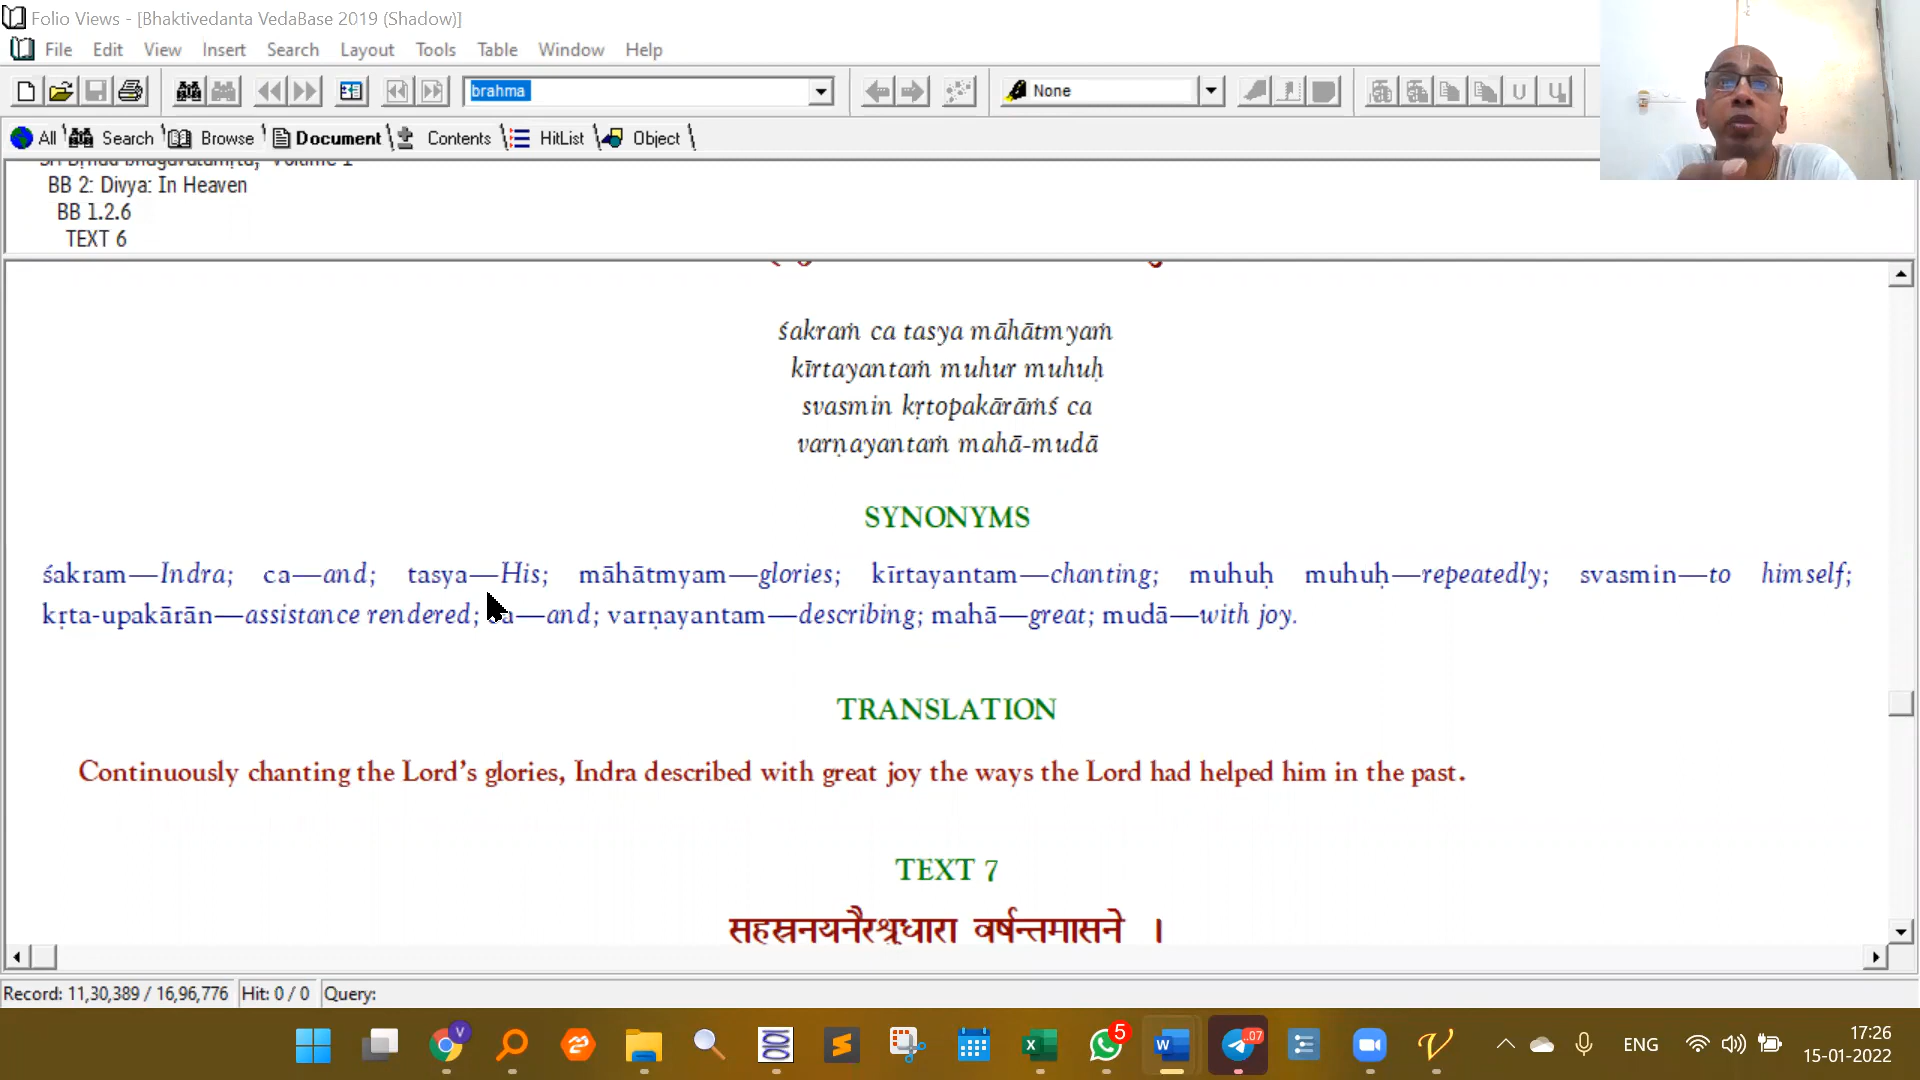 Folio Views - [Bhaktivedanta VedaBase 2019 (Shadow)]
File Edit View Insert Search Layout Tools Table Window Help
brahma None
All Search Browse Document Contents HitList Object
BB 2: Divya: In Heaven
BB 1.2.6
TEXT 6
śakraṁ ca tasya māhātmyaṁ
kīrtayantaṁ muhur muhuḥ
svasmin kṛtopakārāṁś ca
varṇayantaṁ mahā-mudā
SYNONYMS
śakram—Indra; ca—and; tasya—His; māhātmyam—glories; kīrtayantam—chanting; muhuḥ muhuḥ—repeatedly; svasmin—to himself;
kṛta-upakārān—assistance rendered; ca—and; varṇayantam—describing; mahā—great; mudā—with joy.
TRANSLATION
Continuously chanting the Lord's glories, Indra described with great joy the ways the Lord had helped him in the past.
TEXT 7
सहस्रनयनैरश्रुधारा वर्षन्तमासने ।
Record: 11,30,389 / 16,96,776 Hit: 0 / 0 Query:
V 5 .07 ENG 17:26
15-01-2022